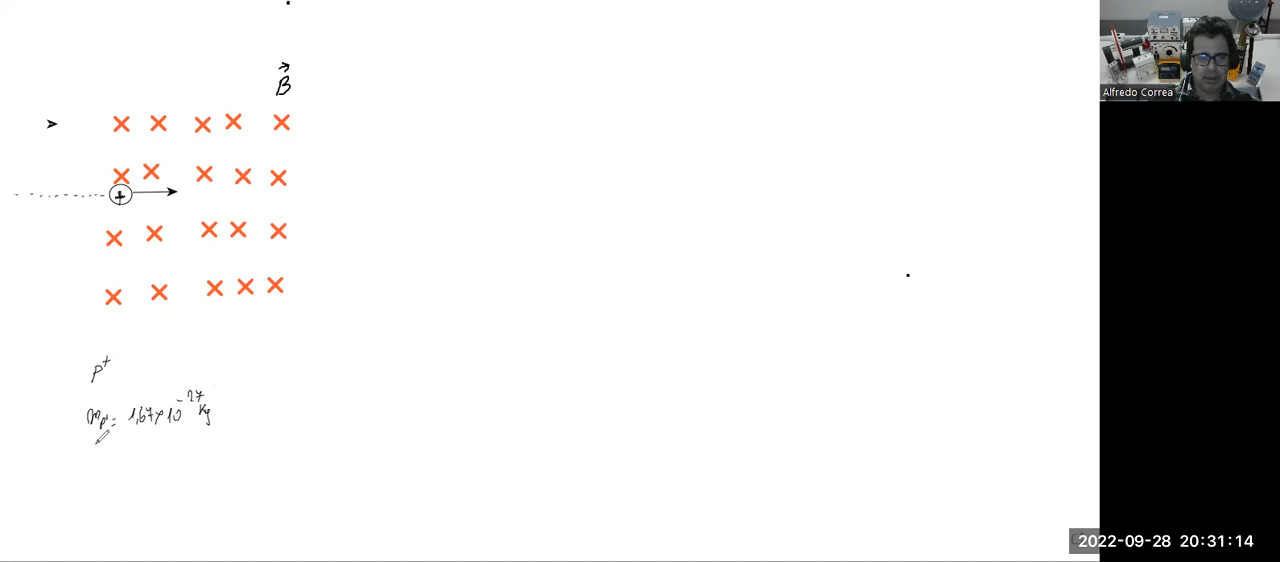 B
+
P+
mp+ = 1,67×10^-27 Kg
Alfredo Correa
2022-09-28 20:31:14